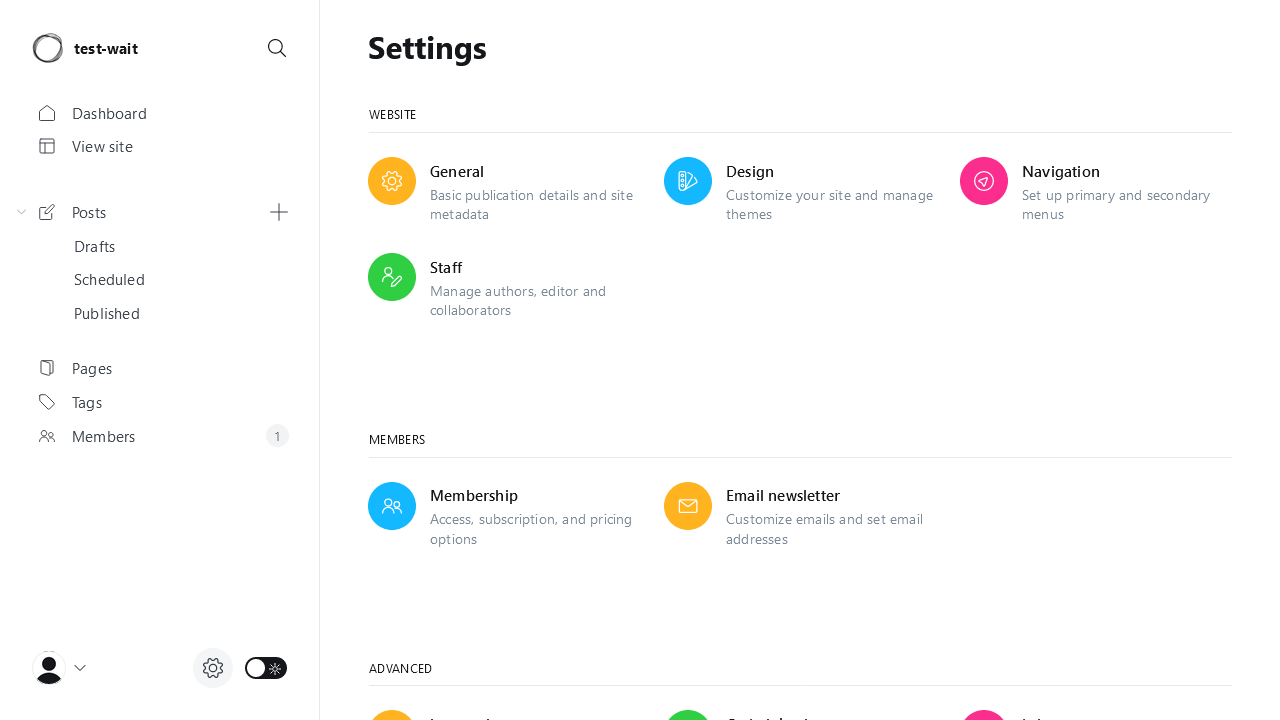 test-wait
Dashboard
View site
Posts
Drafts
Scheduled
Published
Pages
Tags
Members
1
Settings
WEBSITE
General
Basic publication details and site
metadata
Design
Customize your site and manage
themes
Navigation
Set up primary and secondary
menus
Staff
Manage authors, editor and
collaborators
MEMBERS
Membership
Access, subscription, and pricing
options
Email newsletter
Customize emails and set email
addresses
ADVANCED